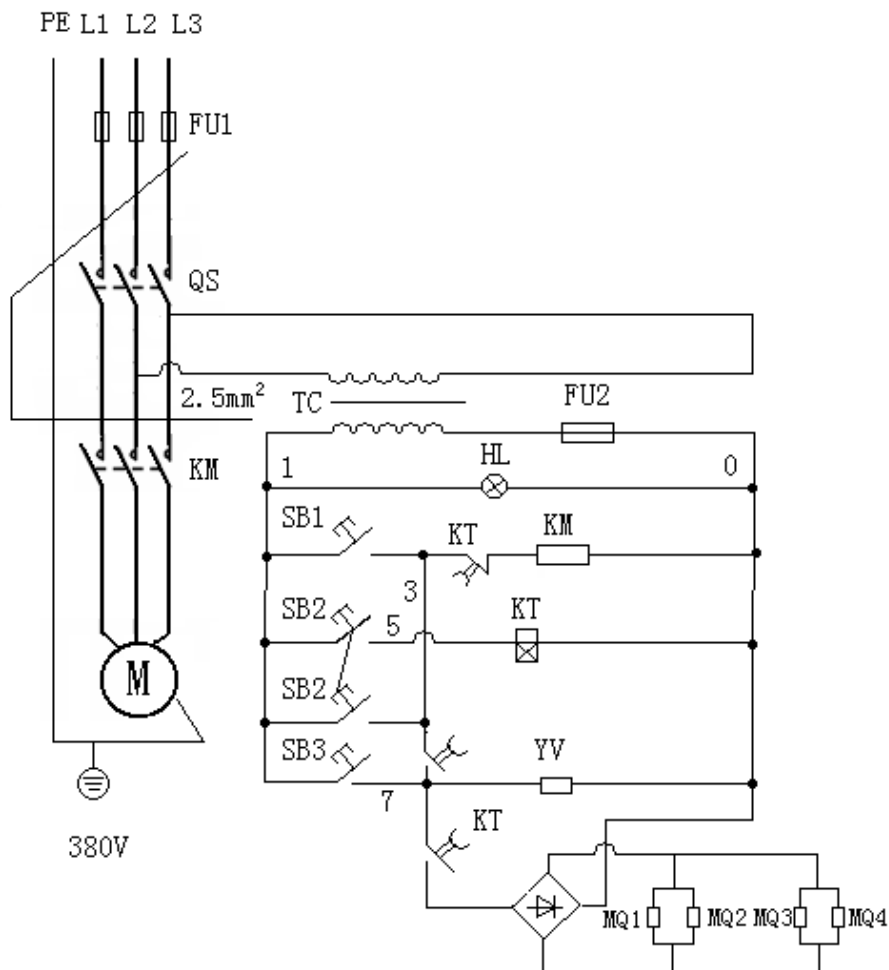 PE L1 L2 L3
FU1
QS
2.5mm²
TC
FU2
1
HL
0
KM
SB1
KT
KM
3
SB2
5
KT
SB2
M
SB3
YV
7
KT
380V
MQ1
MQ2
MQ3
MQ4